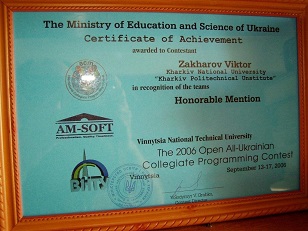 The Ministry of Education and Science of Ukraine
Certificate of Achievement
awarded to Contestant
Zakharov Viktor
Kharkiv National University
"Kharkiv Politechnical Institute"
in recognition of the teams
Honorable Mention
AM-SOFT
Vinnytsia National Technical University
The 2006 Open All-Ukrainian
Collegiate Programming Contest
Vinnytsia
September 13-17, 2006